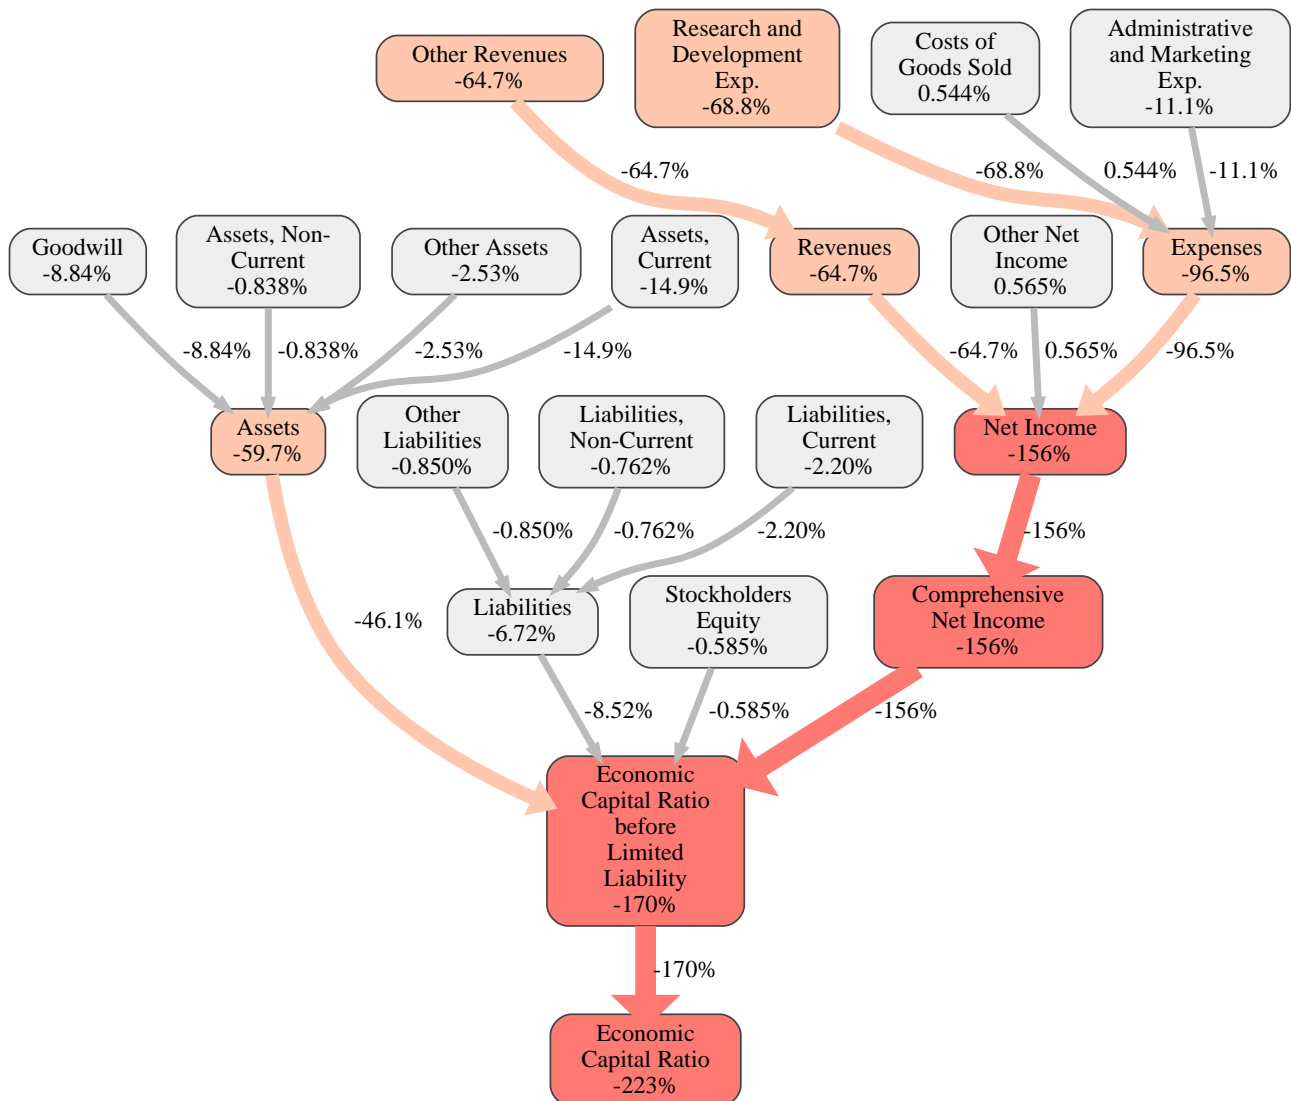 Other Revenues
-64.7%
Research and
Development
Exp.
-68.8%
Costs of
Goods Sold
0.544%
Administrative
and Marketing
Exp.
-11.1%
-64.7%
-68.8%
0.544%
-11.1%
Goodwill
-8.84%
Assets, Non-
Current
-0.838%
Other Assets
-2.53%
Assets,
Current
-14.9%
Revenues
-64.7%
Other Net
Income
0.565%
Expenses
-96.5%
-8.84%
-0.838%
-2.53%
-14.9%
-64.7%
0.565%
-96.5%
Assets
-59.7%
Other
Liabilities
-0.850%
Liabilities,
Non-Current
-0.762%
Liabilities,
Current
-2.20%
Net Income
-156%
-0.850%
-0.762%
-2.20%
-156%
-46.1%
Liabilities
-6.72%
Stockholders
Equity
-0.585%
Comprehensive
Net Income
-156%
-8.52%
-0.585%
-156%
Economic
Capital Ratio
before
Limited
Liability
-170%
-170%
Economic
Capital Ratio
-223%